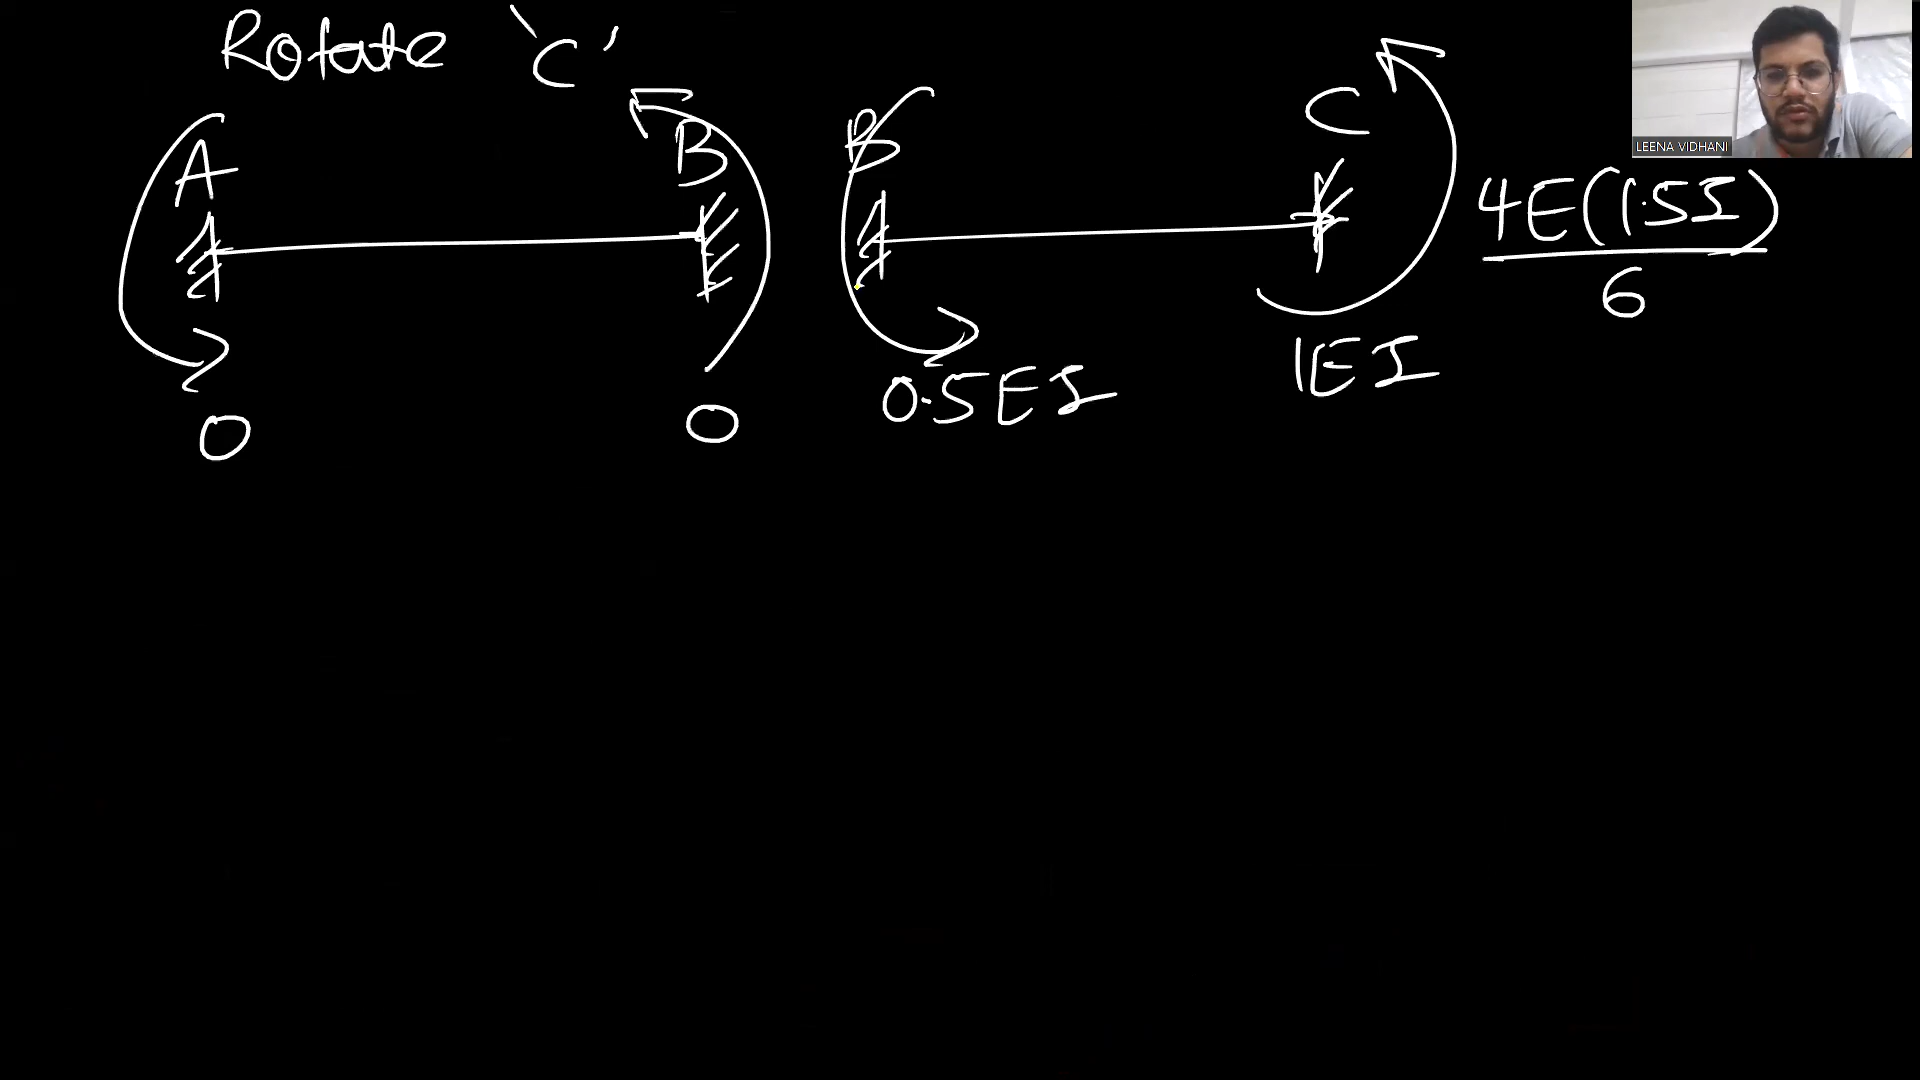 Rotate 'C'
A B B C
4E(1.5I)
6
0 0 0.5EI 1EI
LEENA VIDHANI